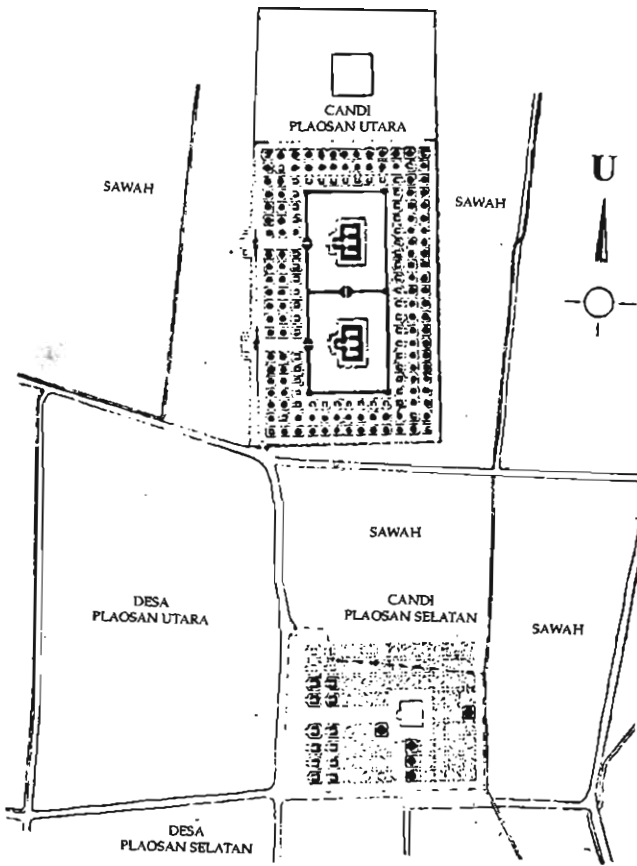 CANDI
PLAOSAN UTARA
SAWAH
SAWAH
U
SAWAH
DESA
PLAOSAN UTARA
CANDI
PLAOSAN SELATAN
SAWAH
DESA
PLAOSAN SELATAN